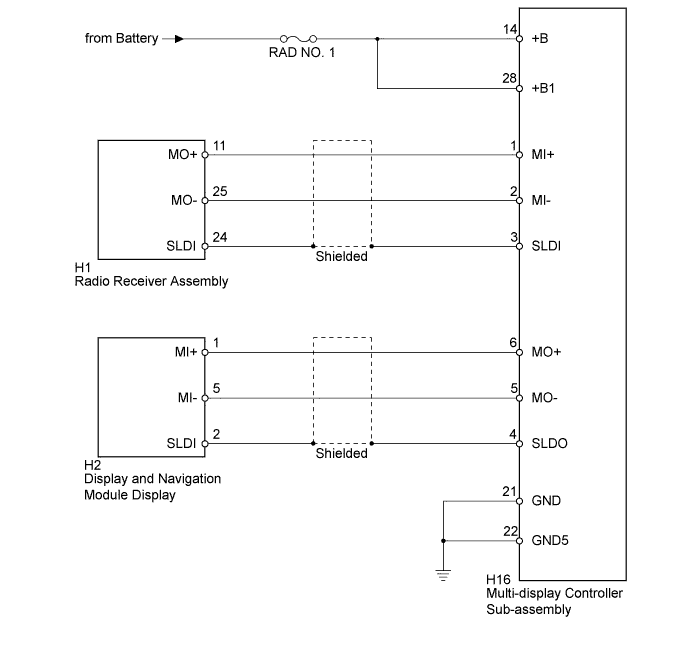 from Battery
RAD NO. 1
14
+B
28
+B1
MO+
11
1
MI+
MO-
25
2
MI-
SLDI
24
3
SLDI
Shielded
H1
Radio Receiver Assembly
MI+
1
6
MO+
MI-
5
5
MO-
SLDI
2
4
SLDO
Shielded
H2
Display and Navigation
Module Display
21
GND
22
GND5
H16
Multi-display Controller
Sub-assembly